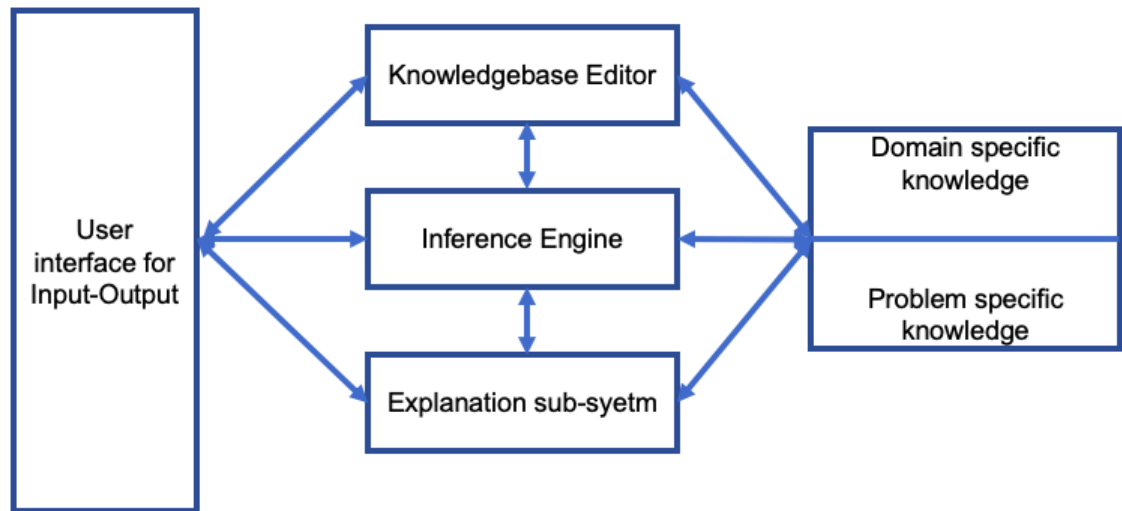 User
interface for
Input-Output
Knowledgebase Editor
Inference Engine
Explanation sub-syetm
Domain specific
knowledge
Problem specific
knowledge